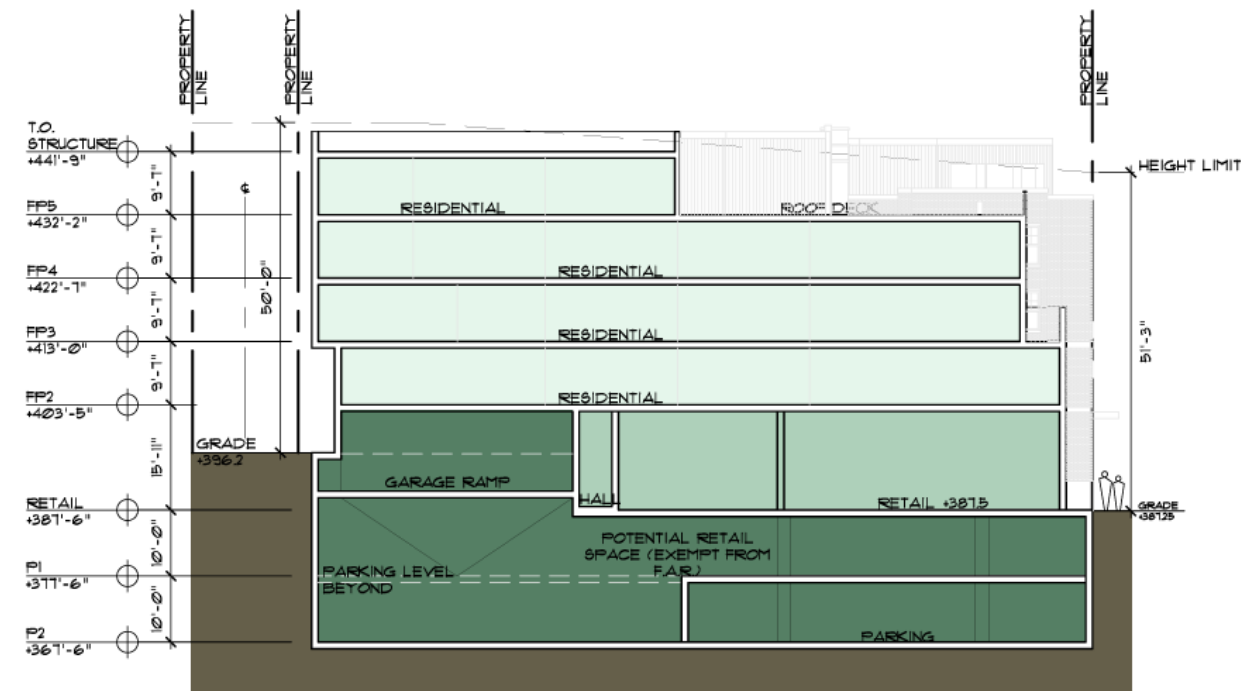 PROPERTY
LINE
PROPERTY
LINE
PROPERTY
LINE
T.O.
STRUCTURE
+441'-9"
HEIGHT LIMIT
9'-7"
FP5
+432'-2"
RESIDENTIAL
ROOF DECK
9'-7"
50'-0"
FP4
+422'-7"
RESIDENTIAL
9'-7"
FP3
+413'-0"
RESIDENTIAL
51'-3"
9'-7"
FP2
+403'-5"
RESIDENTIAL
GRADE
+396.2
15'-11"
GARAGE RAMP
HALL
RETAIL +387.5
RETAIL
+387'-6"
GRADE
+387.25
10'-0"
POTENTIAL RETAIL
SPACE (EXEMPT FROM
F.A.R.)
P1
+377'-6"
PARKING LEVEL
BEYOND
10'-0"
P2
+367'-6"
PARKING